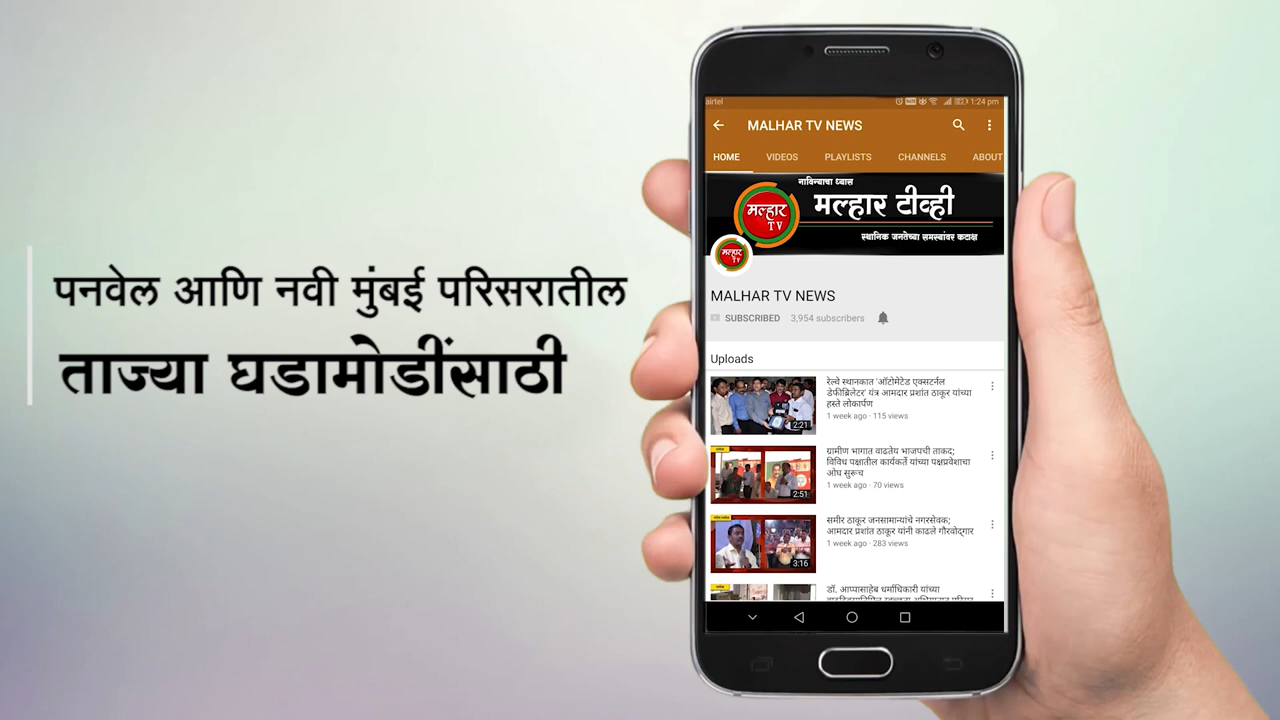 पनवेल आणि नवी मुंबई परिसरातील
ताज्या घडामोडींसाठी
airtel
1:24 pm
MALHAR TV NEWS
HOME VIDEOS PLAYLISTS CHANNELS ABOUT
नाविन्याचा ध्यास
मल्हार टीव्ही
मल्हार
TV
स्थानिक जनतेच्या समस्यांवर कटाक्ष
मल्हार
TV
MALHAR TV NEWS
SUBSCRIBED 3,954 subscribers
Uploads
रेल्वे स्थानकात 'ऑटोमेटेड एक्सटर्नल
डेफीब्रिलेटर' यंत्र आमदार प्रशांत ठाकूर यांच्या
हस्ते लोकार्पण
1 week ago · 115 views
2:21
ग्रामीण भागात वाढतेय भाजपची ताकद;
विविध पक्षातील कार्यकर्ते यांच्या पक्षप्रवेशाचा
ओघ सुरूच
1 week ago · 70 views
2:51
समीर ठाकूर जनसामान्यांचे नगरसेवक;
आमदार प्रशांत ठाकूर यांनी काढले गौरवोद्गार
1 week ago · 283 views
3:16
डॉ. आप्पासाहेब धर्माधिकारी यांच्या